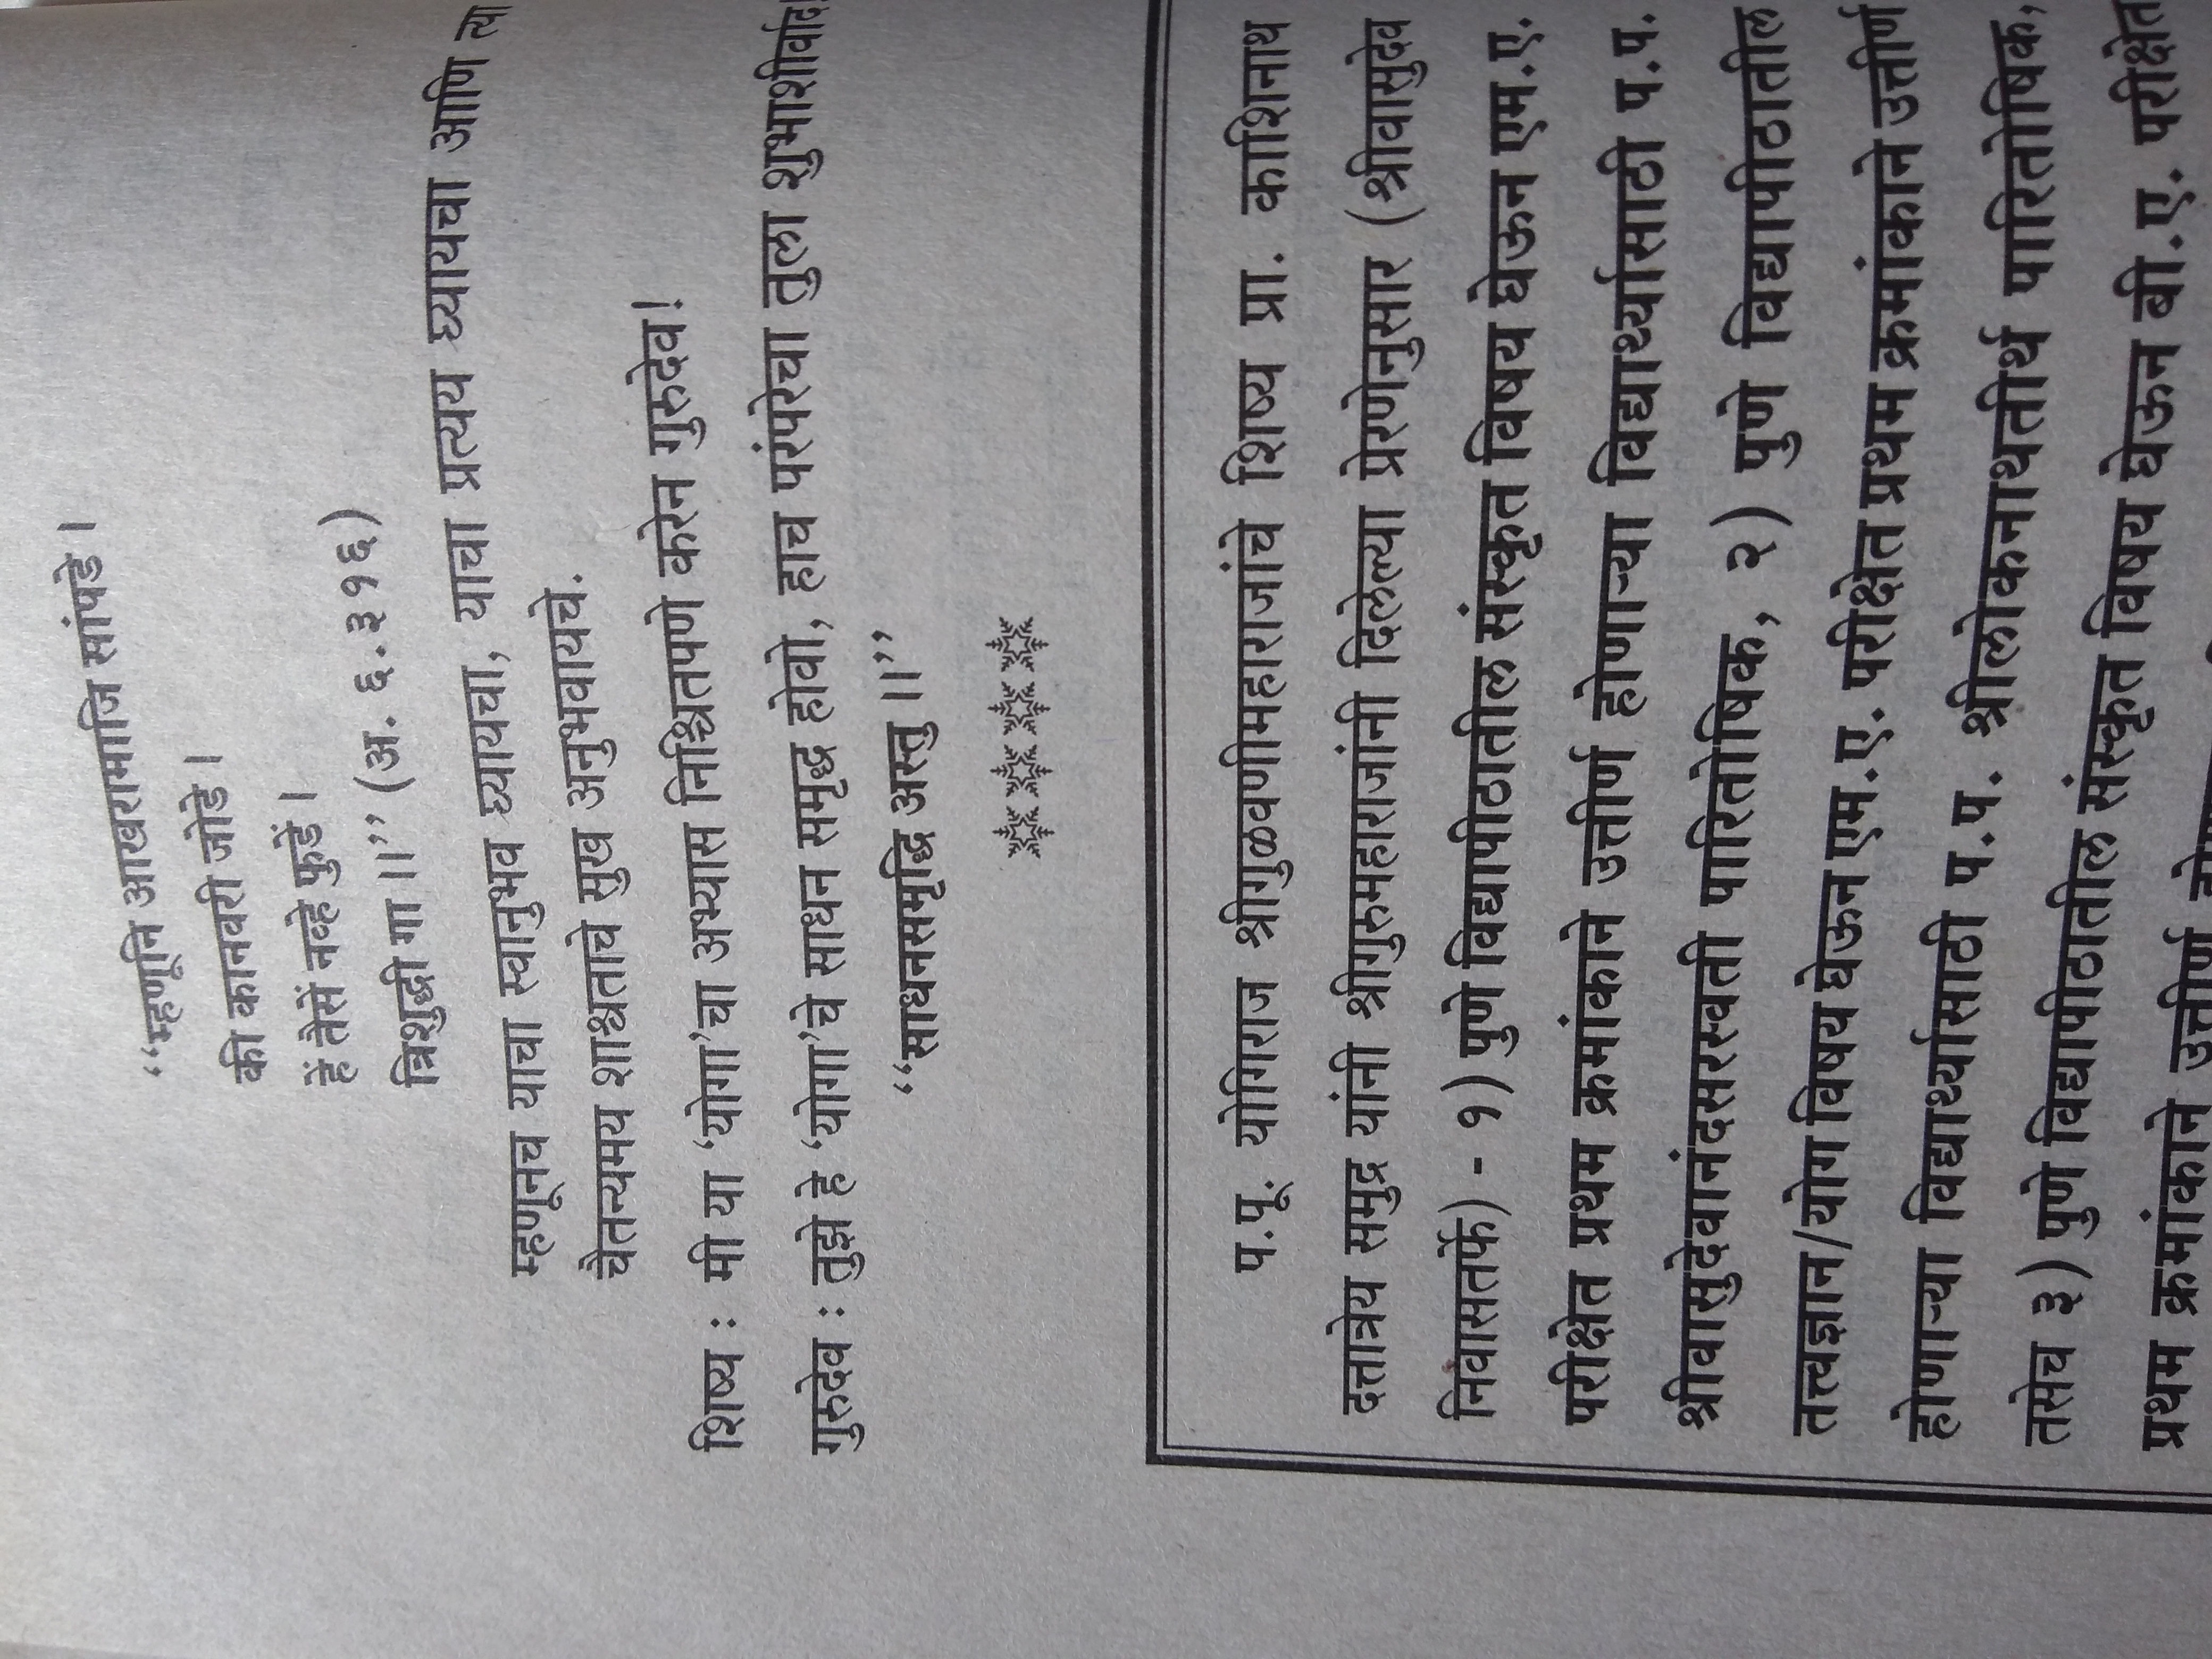 “म्हणूनि आखरामाजि सांपडे ।
की कानवरी जोडे ।
हें तैसें नव्हे फुडें ।
त्रिशुद्धी गा ।।” (अ. ६.३१६)
म्हणूनच याचा स्वानुभव घ्यायचा, याचा प्रत्यय घ्यायचा आणि त्या
चैतन्यमय शाश्वताचे सुख अनुभवायचे.
शिष्य : मी या ‘योगा’चा अभ्यास निश्चितपणे करेन गुरुदेव!
गुरुदेव : तुझे हे ‘योगा’चे साधन समृद्ध होवो, हाच परंपरेचा तुला शुभाशीर्वाद!
“साधनसमृद्धि अस्तु ।।”
प.पू. योगिराज श्रीगुळवणीमहाराजांचे शिष्य प्रा. काशिनाथ
दत्तात्रेय समुद्र यांनी श्रीगुरुमहाराजांनी दिलेल्या प्रेरणेनुसार (श्रीवासुदेव
निवासतर्फे) - १) पुणे विद्यापीठातील संस्कृत विषय घेऊन एम.ए.
परीक्षेत प्रथम क्रमांकाने उत्तीर्ण होणाऱ्या विद्यार्थ्यासाठी प.प.
श्रीवासुदेवानंदसरस्वती पारितोषिक, २) पुणे विद्यापीठातील
तत्त्वज्ञान/योग विषय घेऊन एम.ए. परीक्षेत प्रथम क्रमांकाने उत्तीर्ण
होणाऱ्या विद्यार्थ्यासाठी प.प. श्रीलोकनाथतीर्थ पारितोषिक,
तसेच ३) पुणे विद्यापीठातील संस्कृत विषय घेऊन बी.ए. परीक्षेत
प्रथम क्रमांकाने उत्तीर्ण